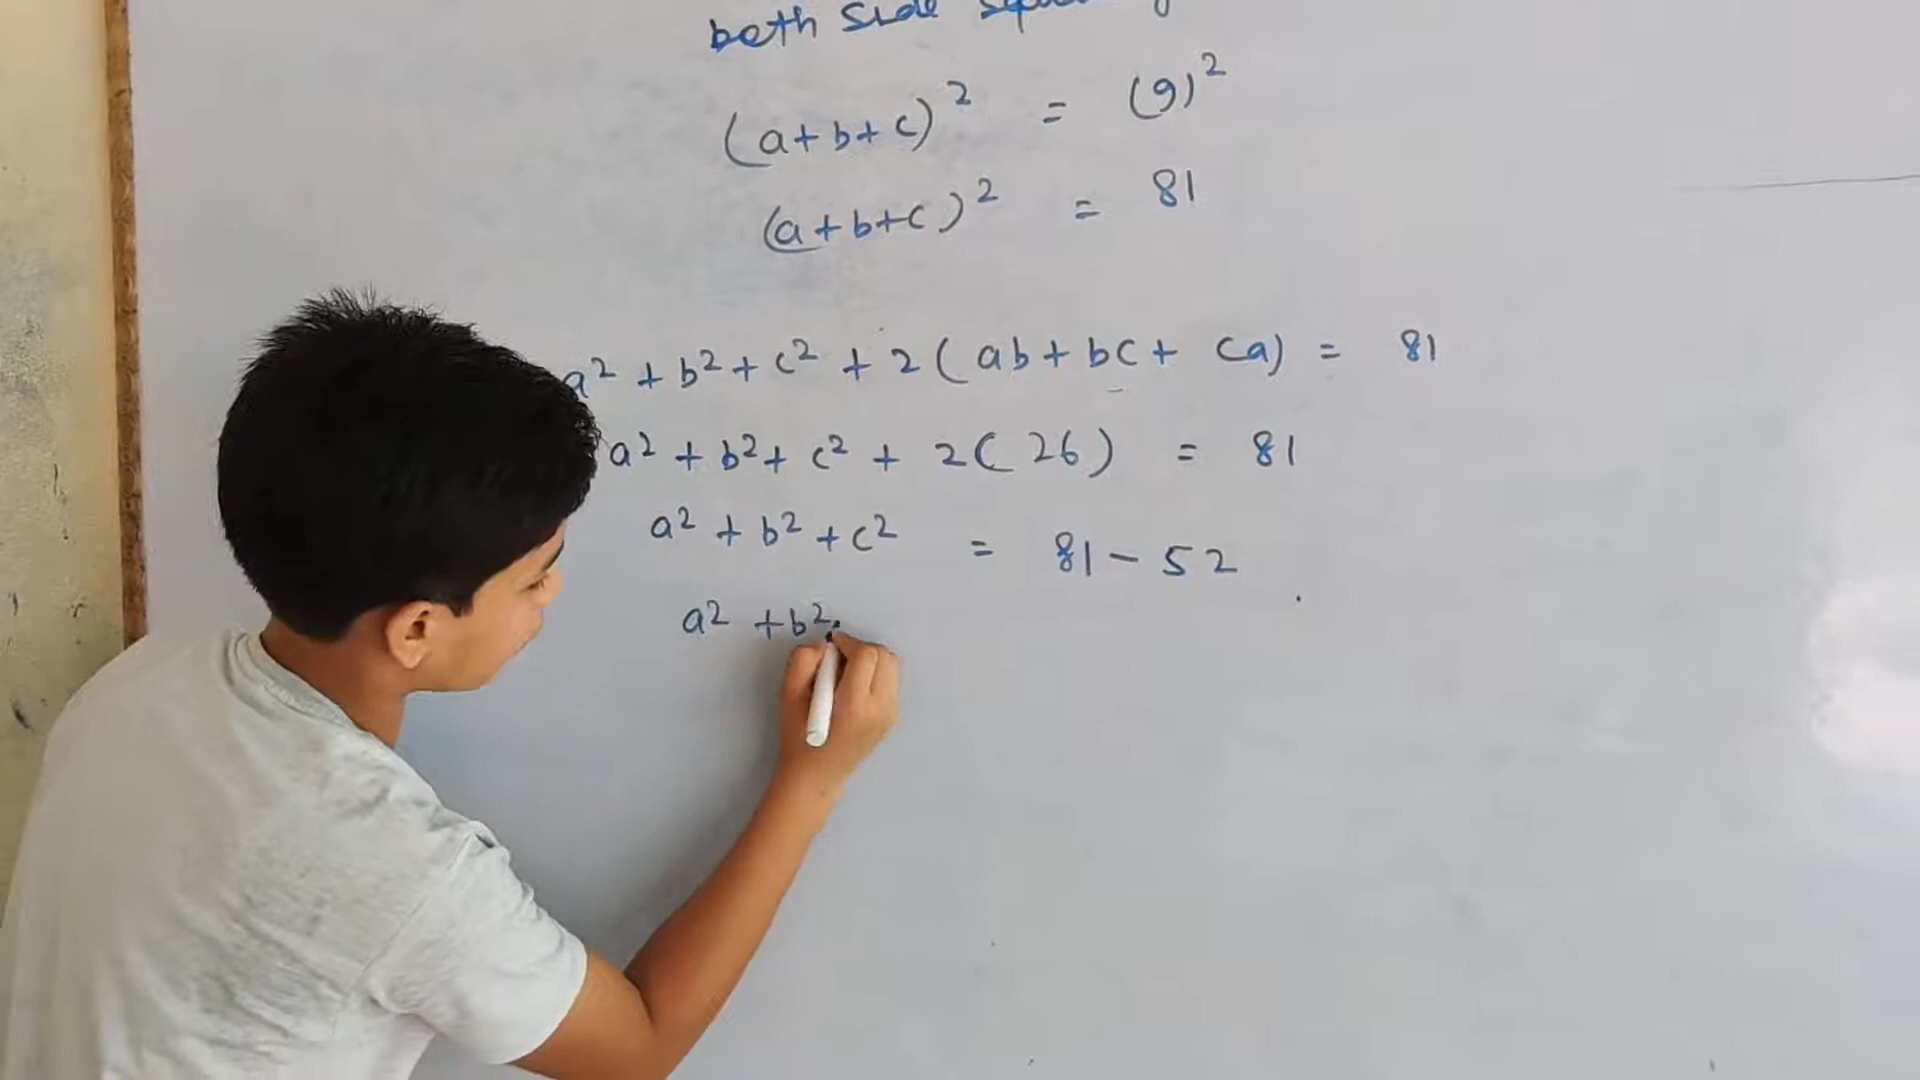 both side
(a+b+c)² = (9)²
(a+b+c)² = 81
a² + b² + c² + 2(ab+bc+ ca) = 81
a² + b² + c² + 2(26) = 81
a² + b² + c² = 81 - 52
a² + b²